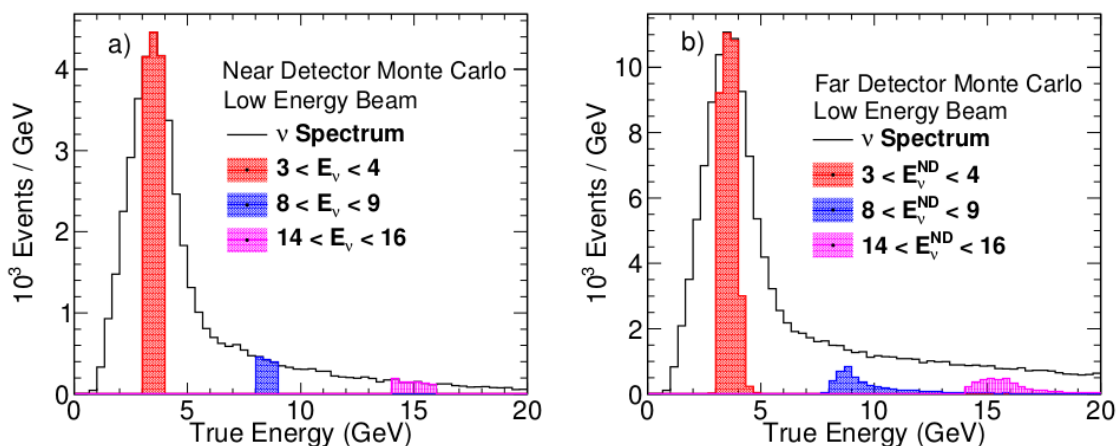 a)
Near Detector Monte Carlo
Low Energy Beam
ν Spectrum
3 < Eν < 4
8 < Eν < 9
14 < Eν < 16
10³ Events / GeV
4
3
2
1
0
0 5 10 15 20
True Energy (GeV)
b)
Far Detector Monte Carlo
Low Energy Beam
ν Spectrum
3 < Eν^ND < 4
8 < Eν^ND < 9
14 < Eν^ND < 16
10³ Events / GeV
10
8
6
4
2
0
0 5 10 15 20
True Energy (GeV)